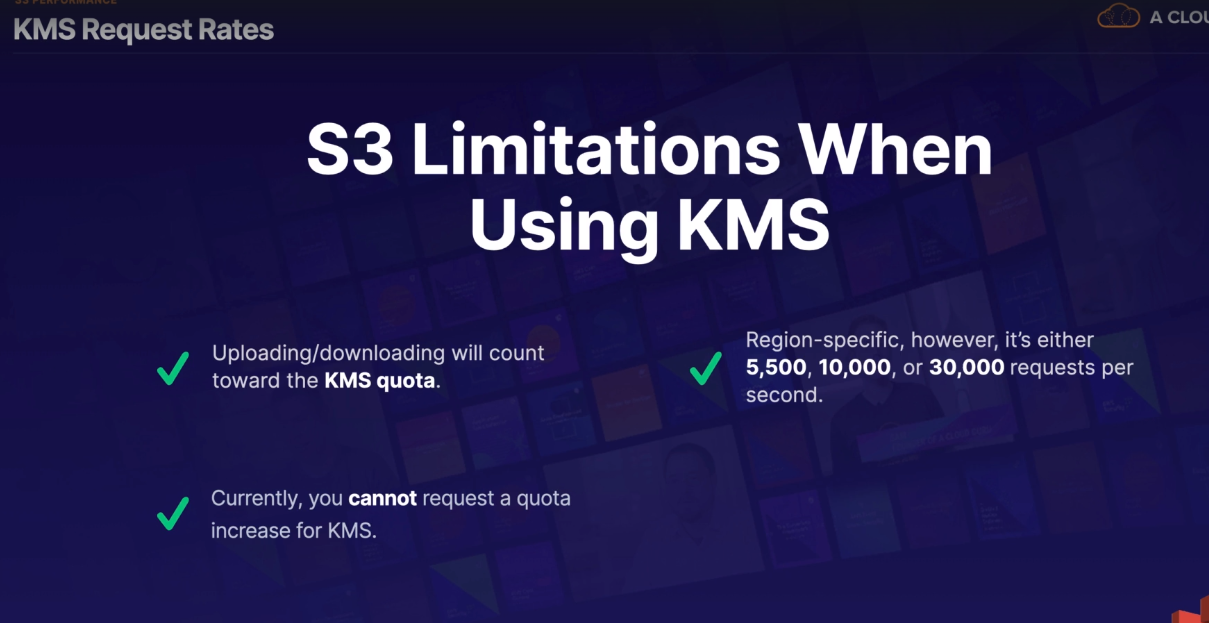 S3 PERFORMANCE
KMS Request Rates
A CLOU
S3 Limitations When
Using KMS
Uploading/downloading will count
toward the KMS quota.
Region-specific, however, it’s either
5,500, 10,000, or 30,000 requests per
second.
Currently, you cannot request a quota
increase for KMS.